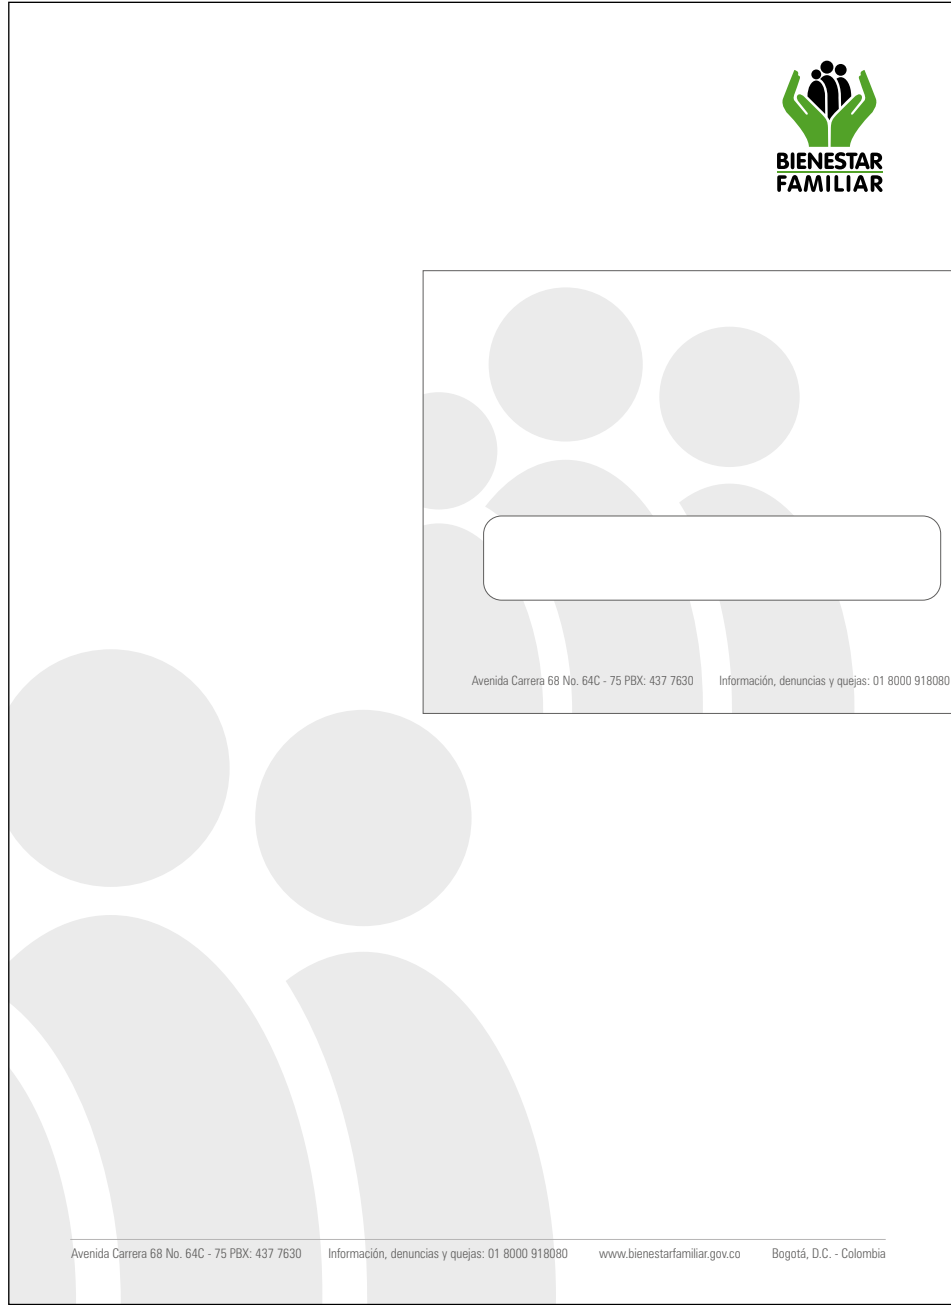 BIENESTAR
FAMILIAR
Avenida Carrera 68 No. 64C - 75 PBX: 437 7630 Información, denuncias y quejas: 01 8000 918080
Avenida Carrera 68 No. 64C - 75 PBX: 437 7630 Información, denuncias y quejas: 01 8000 918080 www.bienestarfamiliar.gov.co Bogotá, D.C. - Colombia